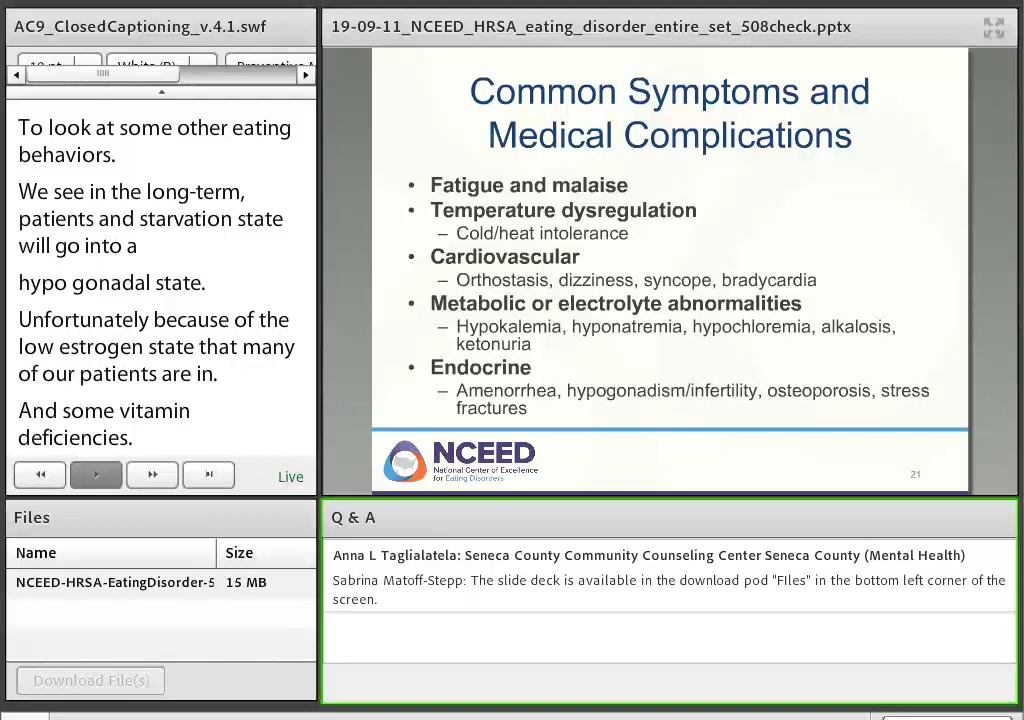 AC9_ClosedCaptioning_v.4.1.swf
To look at some other eating
behaviors.
We see in the long-term,
patients and starvation state
will go into a
hypo gonadal state.
Unfortunately because of the
low estrogen state that many
of our patients are in.
And some vitamin
deficiencies.
Live
19-09-11_NCEED_HRSA_eating_disorder_entire_set_508check.pptx
Common Symptoms and
Medical Complications
• Fatigue and malaise
• Temperature dysregulation
– Cold/heat intolerance
• Cardiovascular
– Orthostasis, dizziness, syncope, bradycardia
• Metabolic or electrolyte abnormalities
– Hypokalemia, hyponatremia, hypochloremia, alkalosis,
ketonuria
• Endocrine
– Amenorrhea, hypogonadism/infertility, osteoporosis, stress
fractures
NCEED
National Center of Excellence
for Eating Disorders
21
Files
Name Size
NCEED-HRSA-EatingDisorder-5 15 MB
Download File(s)
Q & A
Anna L Taglialatela: Seneca County Community Counseling Center Seneca County (Mental Health)
Sabrina Matoff-Stepp: The slide deck is available in the download pod "FIles" in the bottom left corner of the
screen.